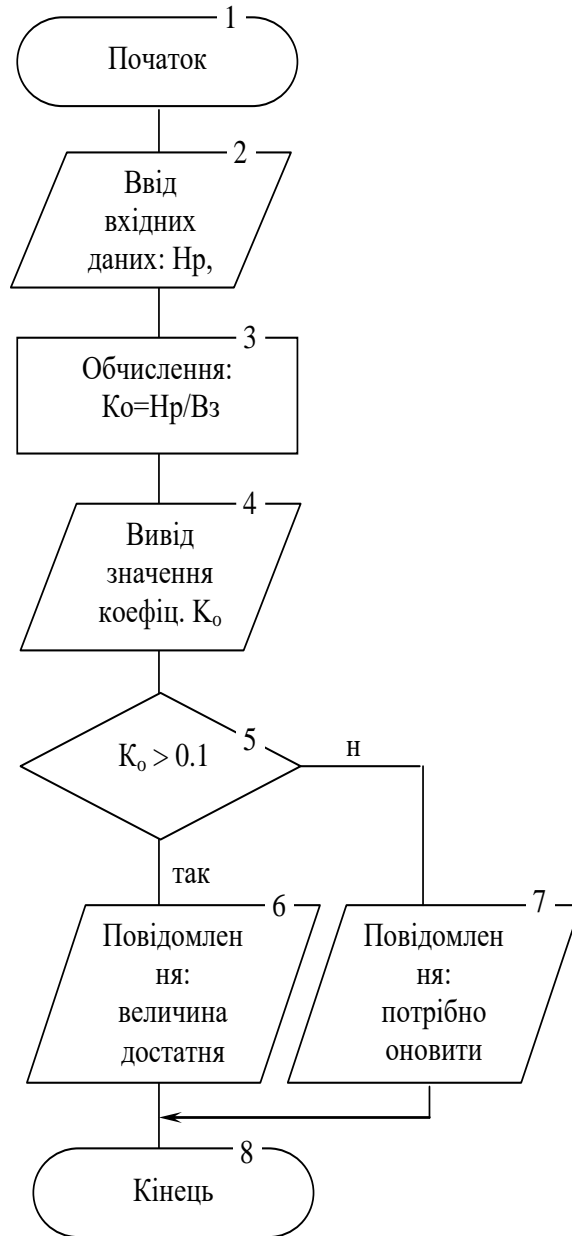 1
Початок
2
Ввід
вхідних
даних: Нр,
3
Обчислення:
Ко=Нр/Вз
4
Вивід
значення
коефіц. Ко
5
Ко > 0.1
н
так
6
Повідомлен
ня:
величина
достатня
7
Повідомлен
ня:
потрібно
оновити
8
Кінець